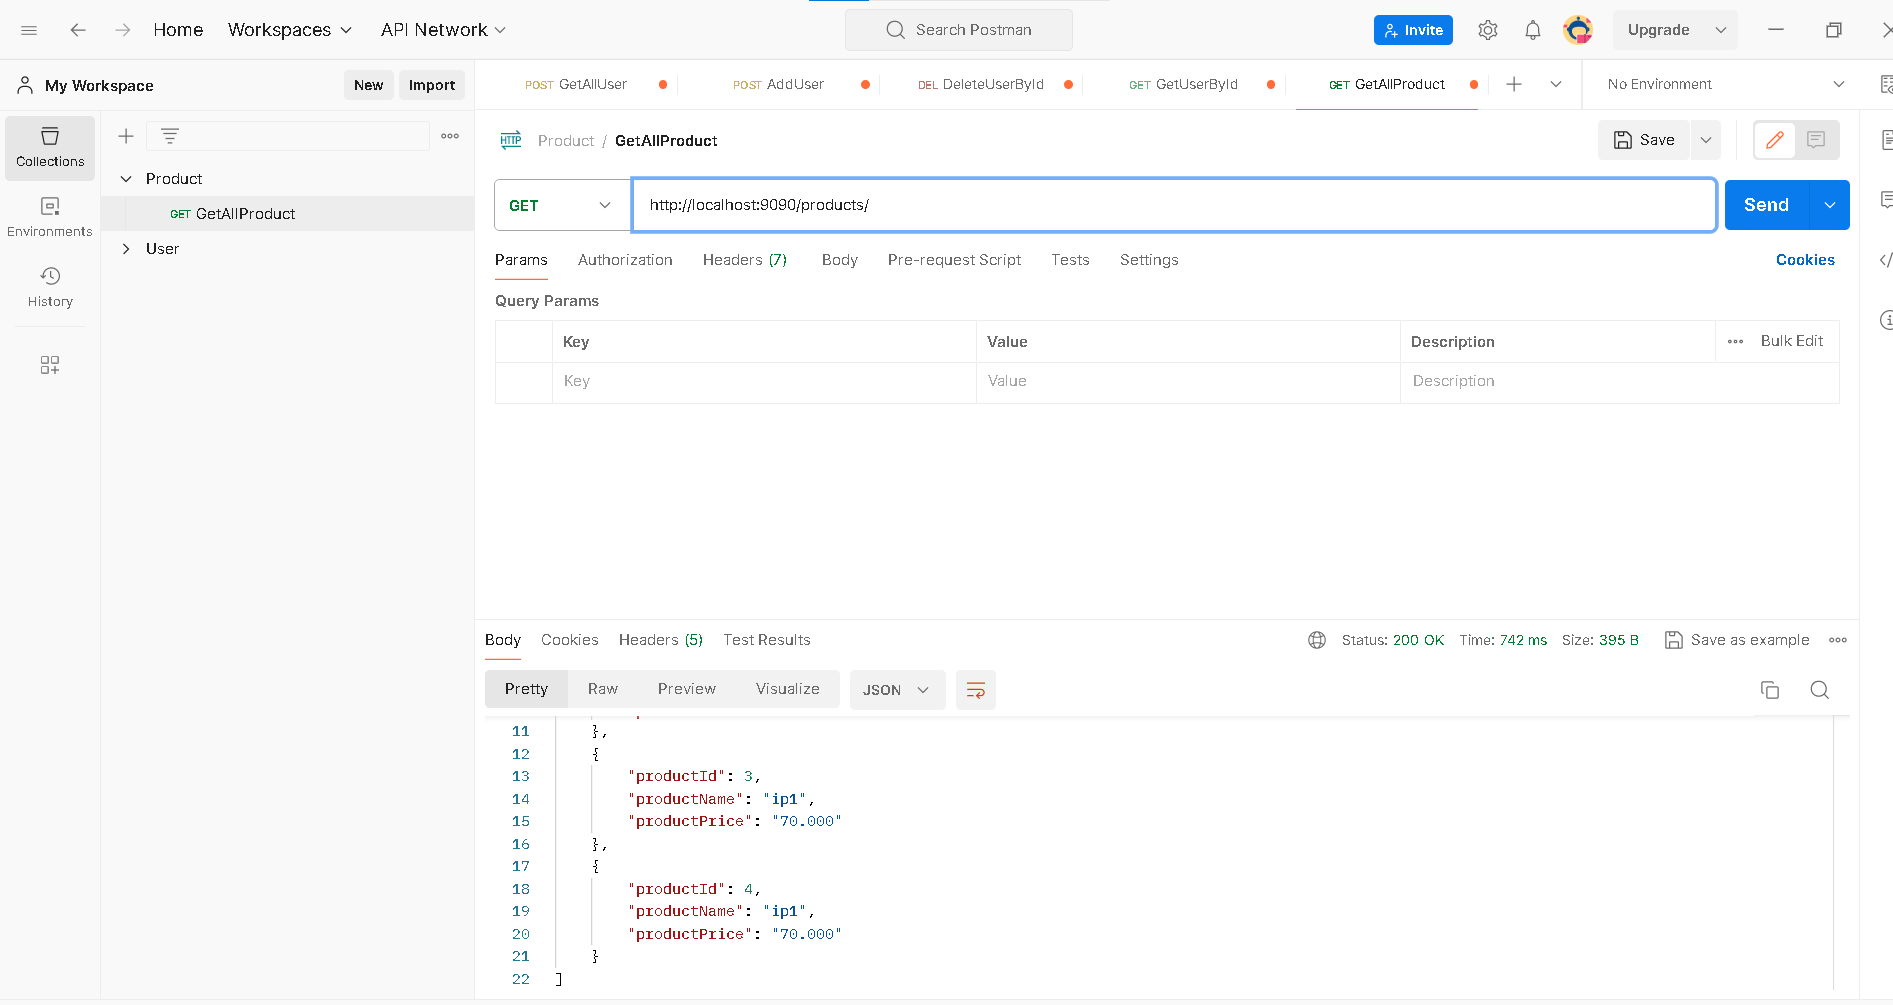 Home Workspaces API Network Search Postman Invite Upgrade
My Workspace New Import POST GetAllUser POST AddUser DEL DeleteUserById GET GetUserById GET GetAllProduct No Environment
Collections
Environments
History
Product
GET GetAllProduct
User
HTTP Product / GetAllProduct Save
GET http://localhost:9090/products/ Send
Params Authorization Headers (7) Body Pre-request Script Tests Settings Cookies
Query Params
Key Value Description Bulk Edit
Key Value Description
Body Cookies Headers (5) Test Results Status: 200 OK Time: 742 ms Size: 395 B Save as example
Pretty Raw Preview Visualize JSON
11 },
12 {
13 "productId": 3,
14 "productName": "ip1",
15 "productPrice": "70.000"
16 },
17 {
18 "productId": 4,
19 "productName": "ip1",
20 "productPrice": "70.000"
21 }
22 ]